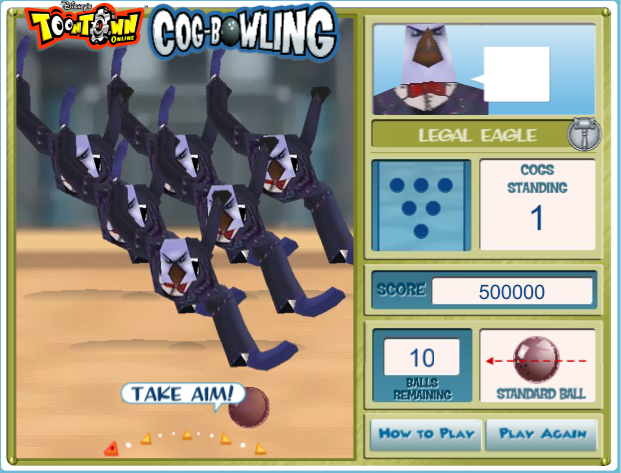 Disney's
TOONTOWN
ONLINE
COG-BOWLING
LEGAL EAGLE
COGS
STANDING
1
SCORE
500000
10
BALLS
REMAINING
STANDARD BALL
TAKE AIM!
HOW TO PLAY
PLAY AGAIN